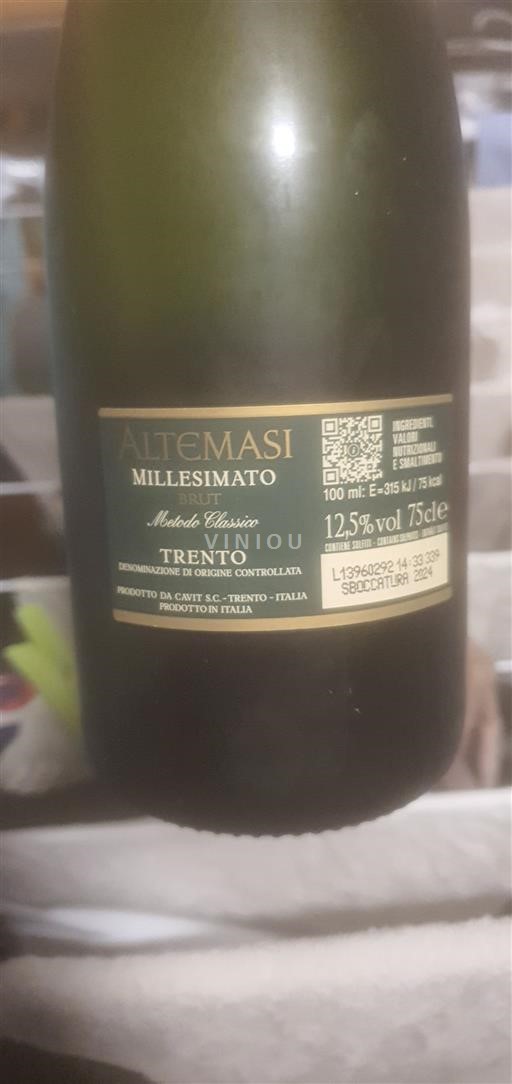 ALTEMASI
MILLESIMATO
BRUT
Metodo Classico
VINIOU
TRENTO
DENOMINAZIONE DI ORIGINE CONTROLLATA
PRODOTTO DA CAVIT S.C. - TRENTO - ITALIA
PRODOTTO IN ITALIA
INGREDIENTI,
VALORI
NUTRIZIONALI
E SMALTIMENTO
100 ml: E=315 kJ / 75 kcal
12,5% vol 75cl e
CONTIENE SOLFITI - CONTAINS SULPHITES
L13960292 14:33 339
SBOCCATURA 2024